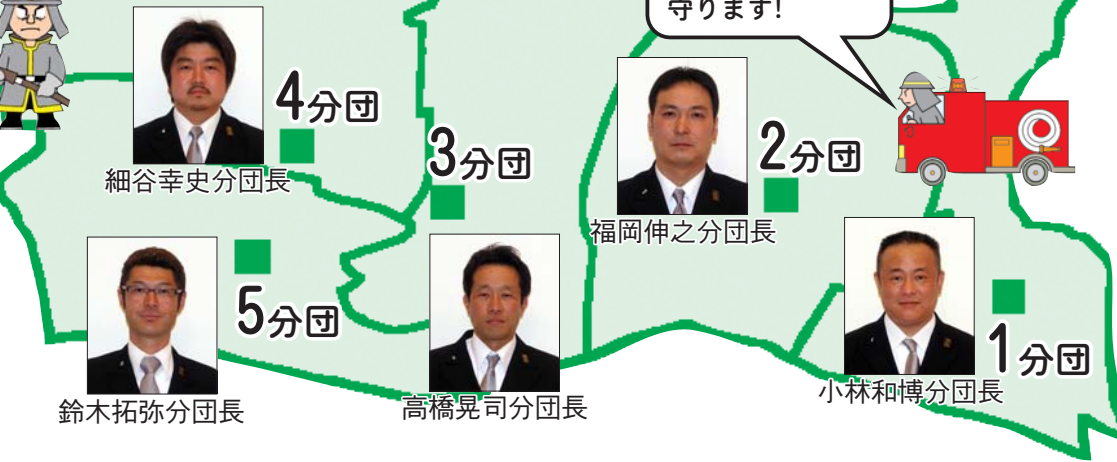 守ります!
4分団
細谷幸史分団長
3分団
2分団
福岡伸之分団長
5分団
鈴木拓弥分団長
高橋晃司分団長
1分団
小林和博分団長